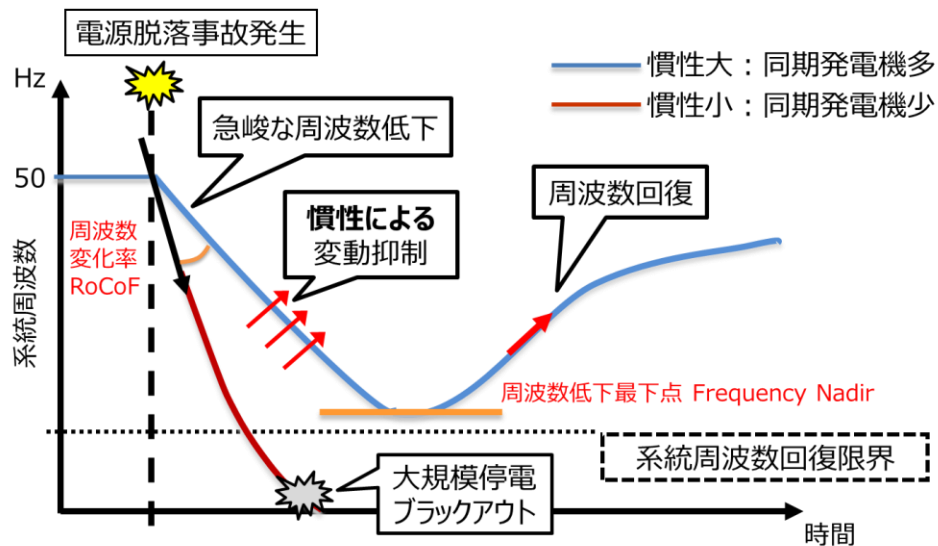 電源脱落事故発生
Hz
慣性大：同期発電機多
慣性小：同期発電機少
急峻な周波数低下
50
周波数回復
慣性による
変動抑制
周波数
変化率
RoCoF
系統周波数
周波数低下最下点 Frequency Nadir
系統周波数回復限界
大規模停電
ブラックアウト
時間